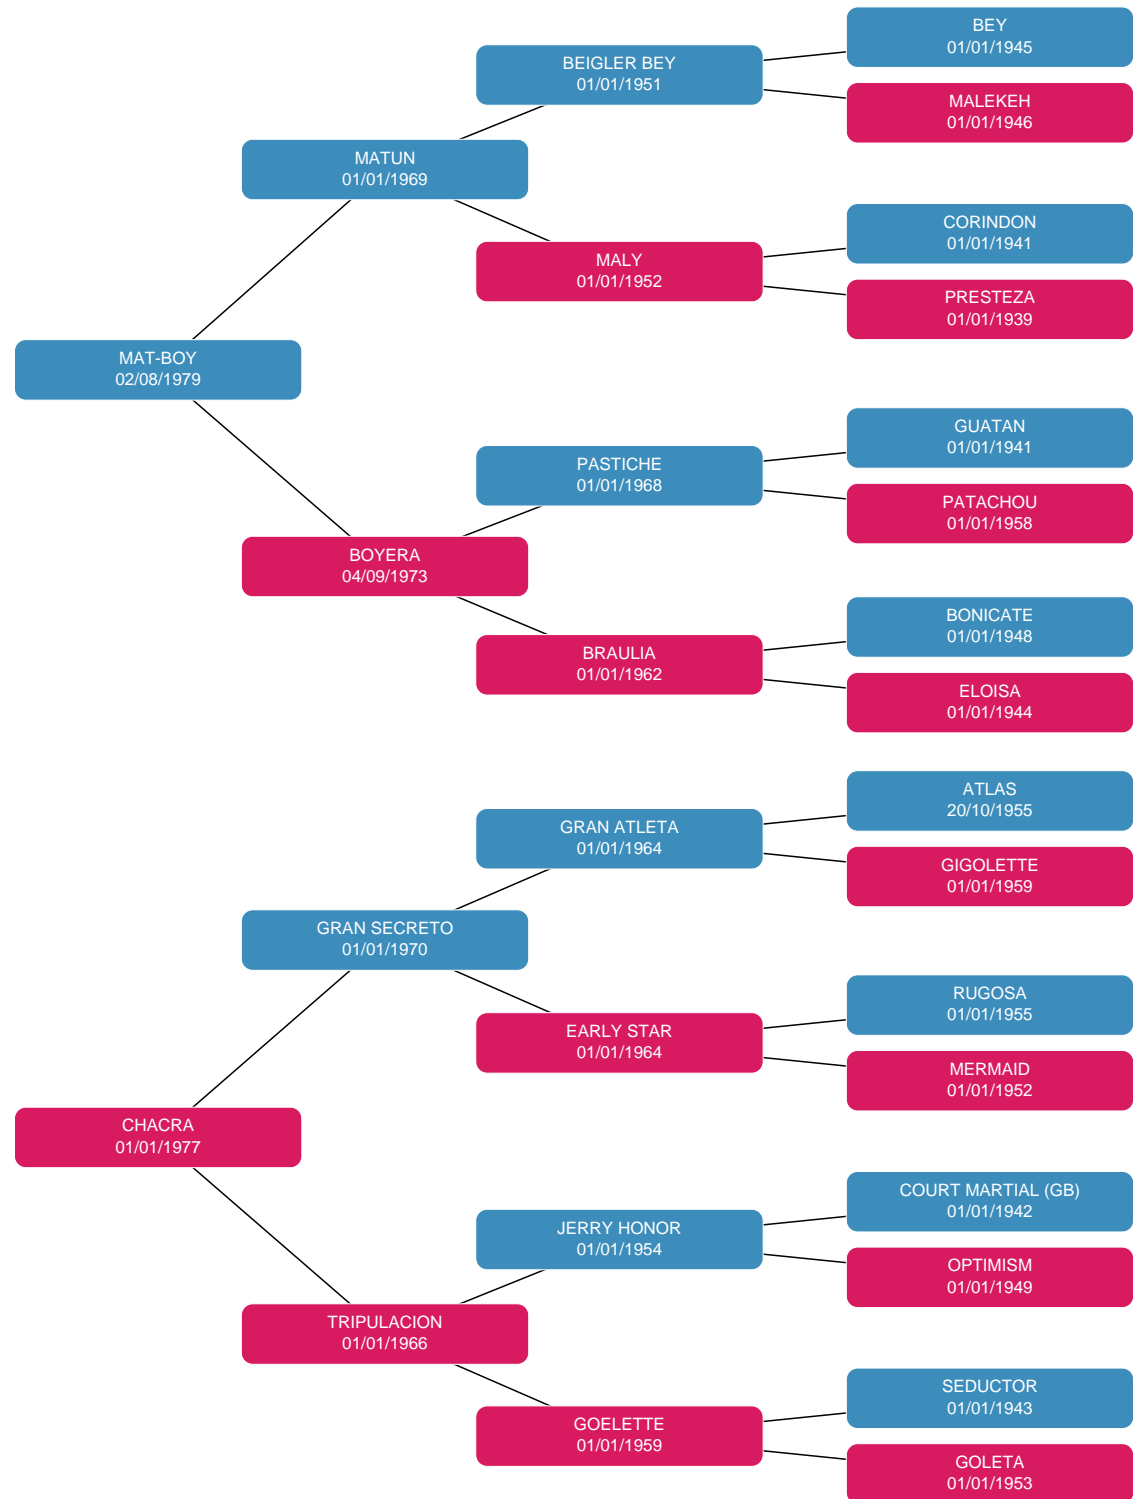 BEY
01/01/1945
BEIGLER BEY
01/01/1951
MALEKEH
01/01/1946
MATUN
01/01/1969
CORINDON
01/01/1941
MALY
01/01/1952
PRESTEZA
01/01/1939
MAT-BOY
02/08/1979
GUATAN
01/01/1941
PASTICHE
01/01/1968
PATACHOU
01/01/1958
BOYERA
04/09/1973
BONICATE
01/01/1948
BRAULIA
01/01/1962
ELOISA
01/01/1944
ATLAS
20/10/1955
GRAN ATLETA
01/01/1964
GIGOLETTE
01/01/1959
GRAN SECRETO
01/01/1970
RUGOSA
01/01/1955
EARLY STAR
01/01/1964
MERMAID
01/01/1952
CHACRA
01/01/1977
COURT MARTIAL (GB)
01/01/1942
JERRY HONOR
01/01/1954
OPTIMISM
01/01/1949
TRIPULACION
01/01/1966
SEDUCTOR
01/01/1943
GOELETTE
01/01/1959
GOLETA
01/01/1953